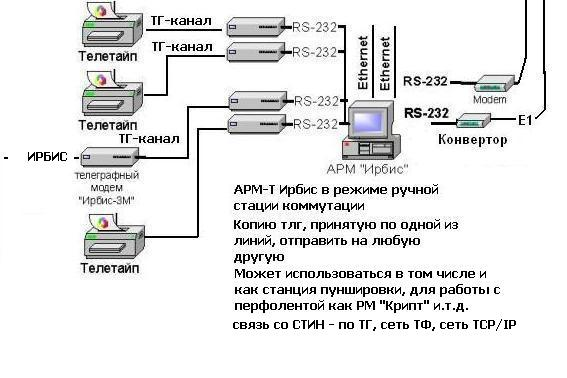 ТГ-канал
RS-232
Телетайп
ТГ-канал
RS-232
Ethernet
Ethernet
RS-232
Modem
RS-232
RS-232
E1
Телетайп
RS-232
Конвертор
ТГ-канал
- ИРБИС
АРМ "Ирбис"
телеграфный
модем
"Ирбис-3М"
Телетайп
АРМ-Т Ирбис в режиме ручной
стации коммутации
Копию тлг, принятую по одной из
линий, отправить на любую
другую
Может использоваться в том числе и
как станция пуншировки, для работы с
перфолентой как РМ "Крипт" и.т.д.
связь со СТИН - по ТГ, сеть ТФ, сеть TCP/IP